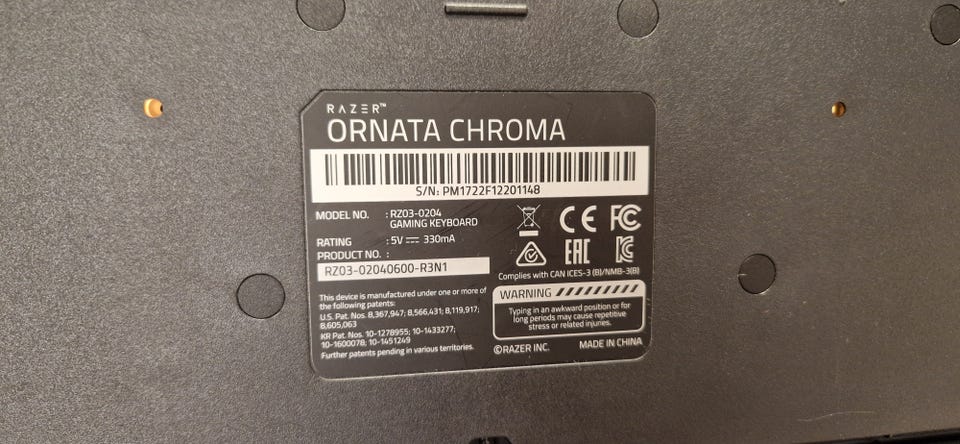 RAZER™
ORNATA CHROMA
S/N: PM1722F12201148
MODEL NO. : RZ03-0204
GAMING KEYBOARD
RATING : 5V ⎓ 330mA
PRODUCT NO. :
RZ03-02040600-R3N1
This device is manufactured under one or more of
the following patents:
U.S. Pat. Nos. 8,367,947; 8,566,431; 8,119,917;
8,605,063
KR Pat. Nos. 10-1278955; 10-1433277;
10-1600078; 10-1451249
Further patents pending in various territories.
CE FC
EAC
Complies with CAN ICES-3 (B)/NMB-3(B)
WARNING
Typing in an awkward position or for
long periods may cause repetitive
stress or related injuries.
©RAZER INC. MADE IN CHINA